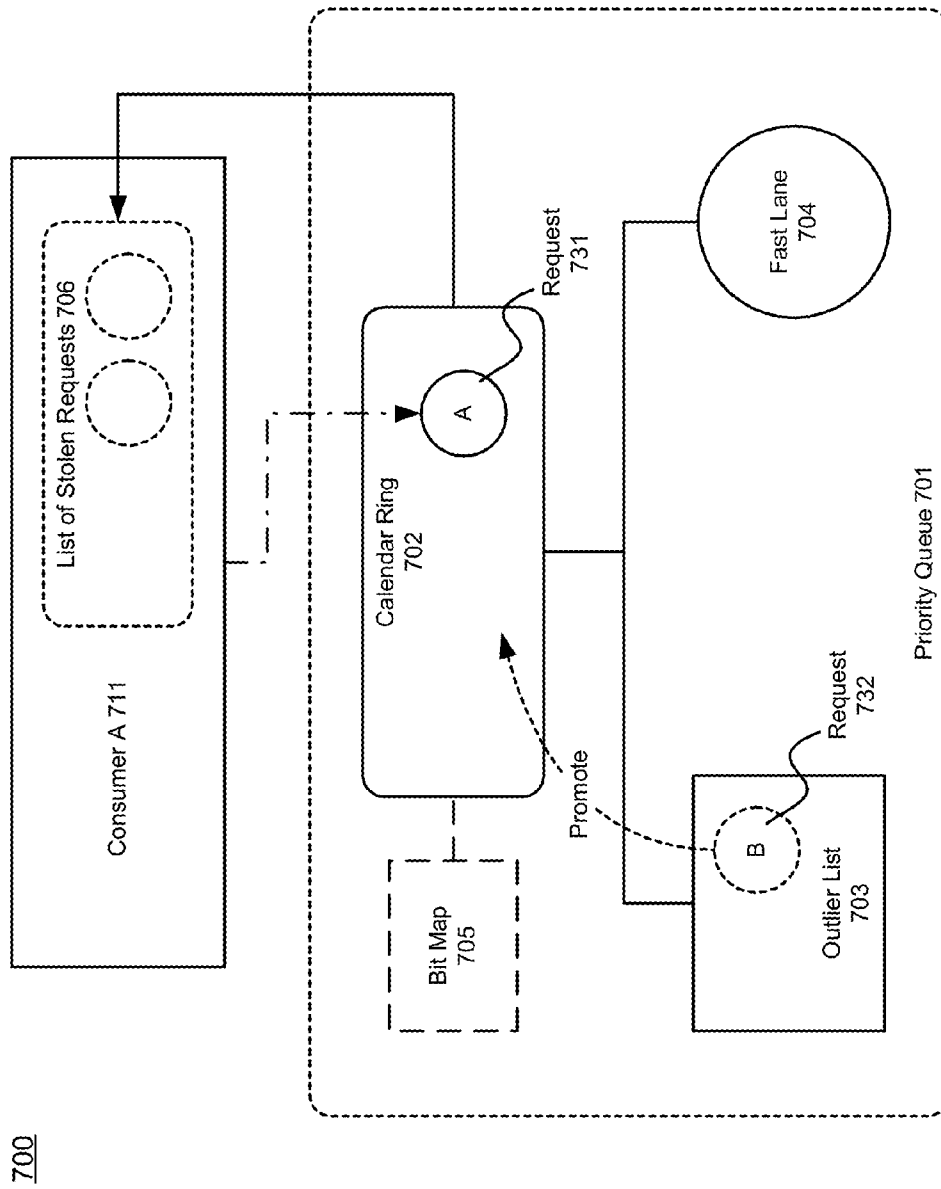 700
Consumer A 711
List of Stolen Requests 706
Bit Map
705
Calendar Ring
702
A
Request
731
Promote
B
Request
732
Outlier List
703
Fast Lane
704
Priority Queue 701